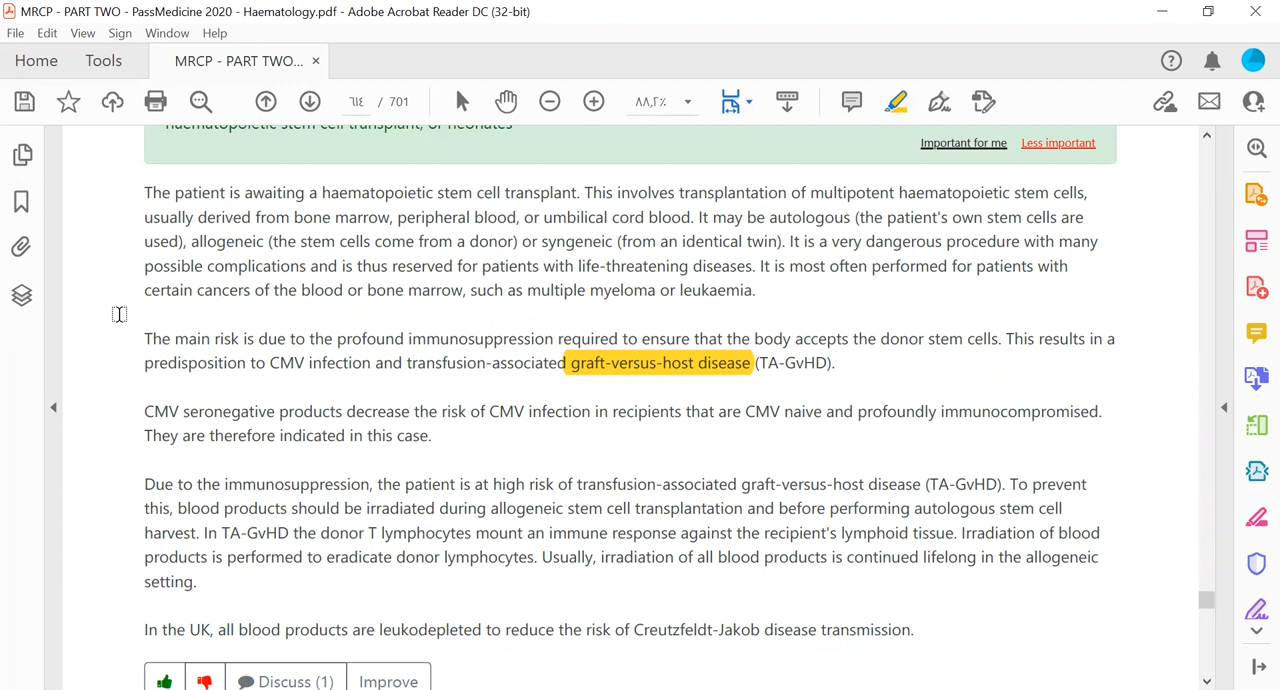 MRCP - PART TWO - PassMedicine 2020 - Haematology.pdf - Adobe Acrobat Reader DC (32-bit)
File Edit View Sign Window Help
Home Tools MRCP - PART TWO... ×
٦١٤ / 701 ٨٨٫٢٪
haematopoietic stem cell transplant, or neonates
Important for me Less important
The patient is awaiting a haematopoietic stem cell transplant. This involves transplantation of multipotent haematopoietic stem cells,
usually derived from bone marrow, peripheral blood, or umbilical cord blood. It may be autologous (the patient's own stem cells are
used), allogeneic (the stem cells come from a donor) or syngeneic (from an identical twin). It is a very dangerous procedure with many
possible complications and is thus reserved for patients with life-threatening diseases. It is most often performed for patients with
certain cancers of the blood or bone marrow, such as multiple myeloma or leukaemia.
The main risk is due to the profound immunosuppression required to ensure that the body accepts the donor stem cells. This results in a
predisposition to CMV infection and transfusion-associated graft-versus-host disease (TA-GvHD).
CMV seronegative products decrease the risk of CMV infection in recipients that are CMV naive and profoundly immunocompromised.
They are therefore indicated in this case.
Due to the immunosuppression, the patient is at high risk of transfusion-associated graft-versus-host disease (TA-GvHD). To prevent
this, blood products should be irradiated during allogeneic stem cell transplantation and before performing autologous stem cell
harvest. In TA-GvHD the donor T lymphocytes mount an immune response against the recipient's lymphoid tissue. Irradiation of blood
products is performed to eradicate donor lymphocytes. Usually, irradiation of all blood products is continued lifelong in the allogeneic
setting.
In the UK, all blood products are leukodepleted to reduce the risk of Creutzfeldt-Jakob disease transmission.
Discuss (1) Improve